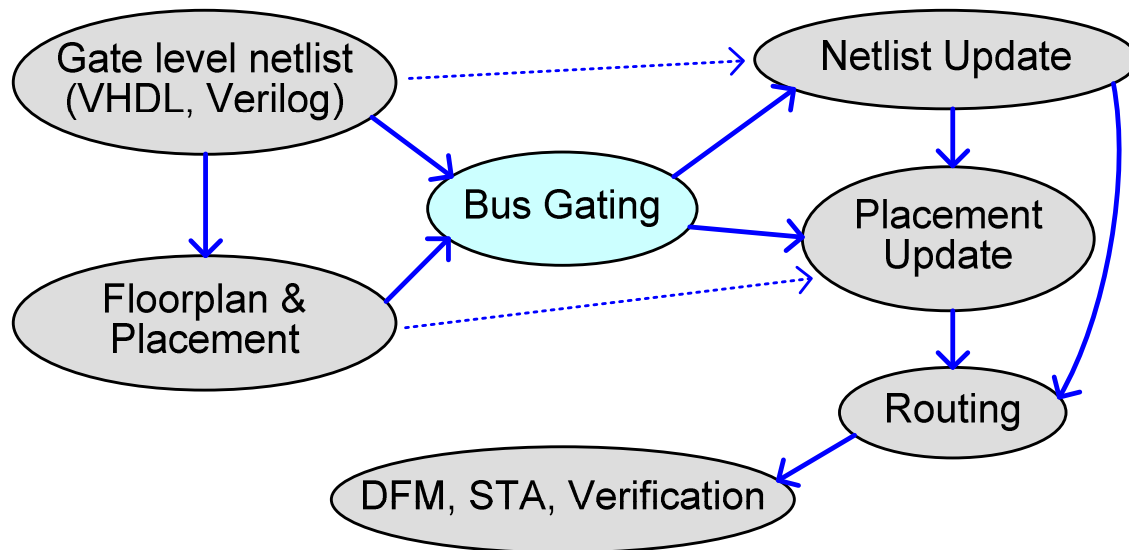 Gate level netlist
(VHDL, Verilog)
Netlist Update
Bus Gating
Placement
Update
Floorplan &
Placement
Routing
DFM, STA, Verification